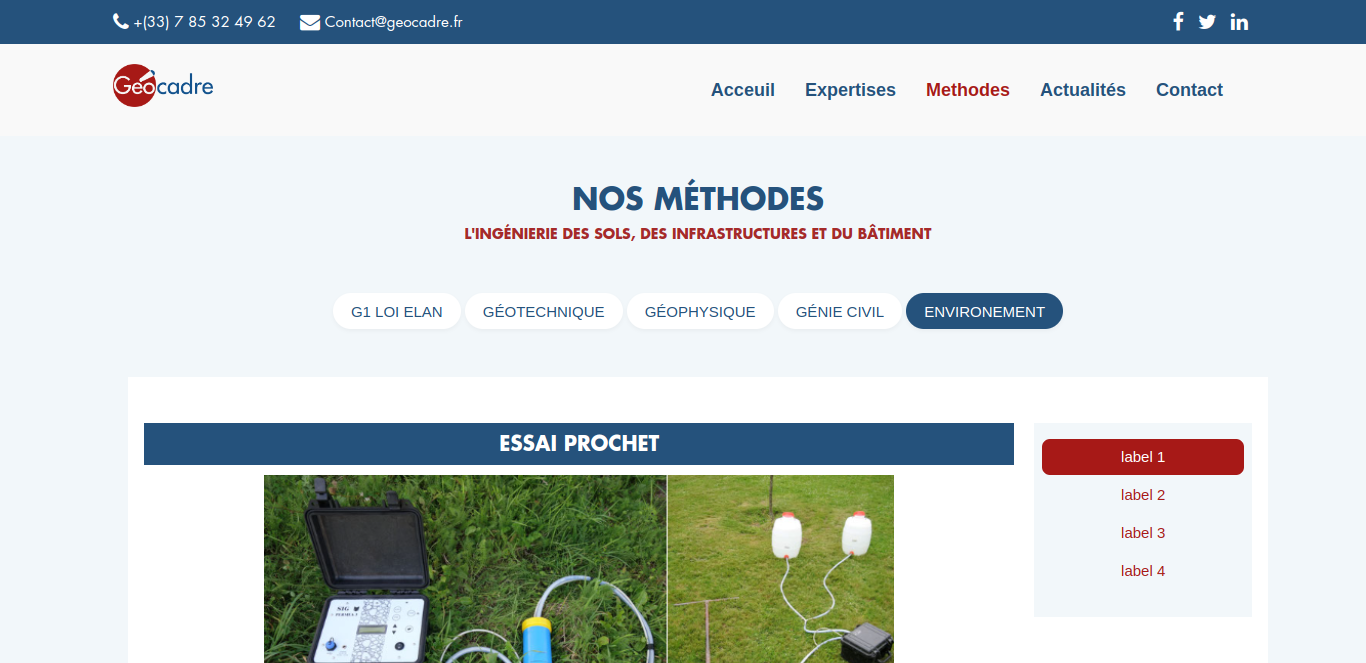 +(33) 7 85 32 49 62 Contact@geocadre.fr
Géocadre
Acceuil Expertises Methodes Actualités Contact
NOS MÉTHODES
L'INGÉNIERIE DES SOLS, DES INFRASTRUCTURES ET DU BÂTIMENT
G1 LOI ELAN GÉOTECHNIQUE GÉOPHYSIQUE GÉNIE CIVIL ENVIRONEMENT
ESSAI PROCHET
label 1
label 2
label 3
label 4
SIG